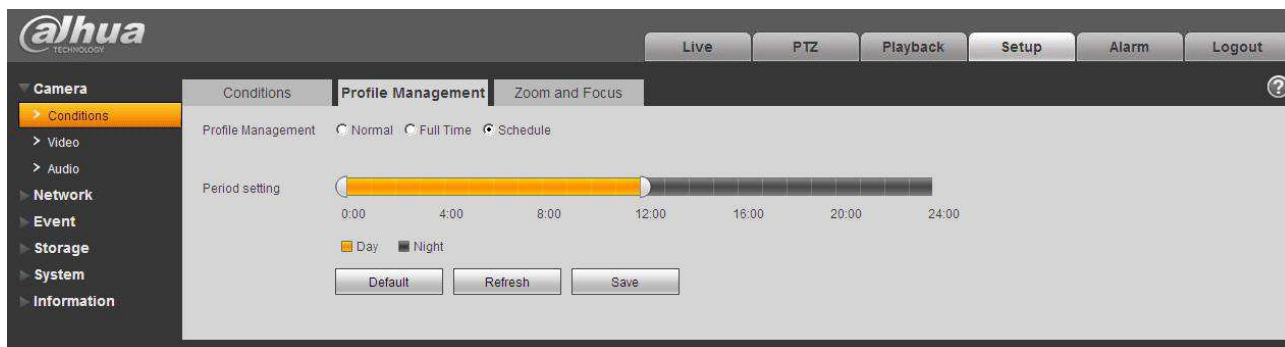 alhua
TECHNOLOGY
Live PTZ Playback Setup Alarm Logout
Camera
Conditions
Video
Audio
Network
Event
Storage
System
Information
Conditions Profile Management Zoom and Focus
?
Profile Management Normal Full Time Schedule
Period setting
0:00 4:00 8:00 12:00 16:00 20:00 24:00
Day Night
Default Refresh Save